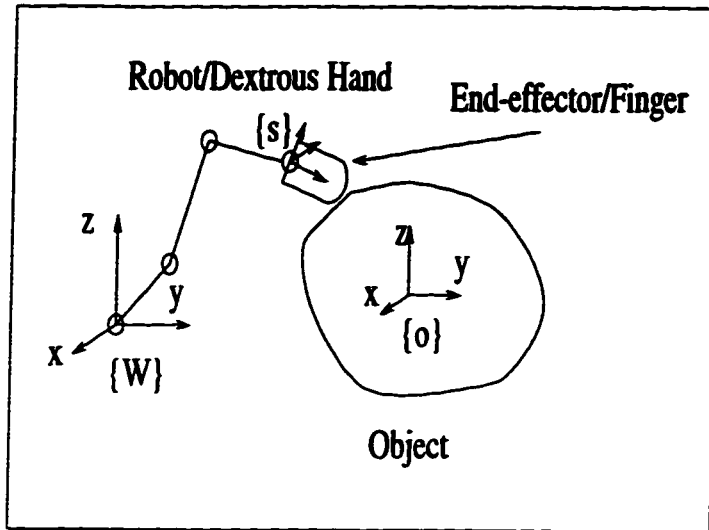 Robot/Dextrous Hand
End-effector/Finger
{s}
z
y
x
{W}
z
y
x
{o}
Object